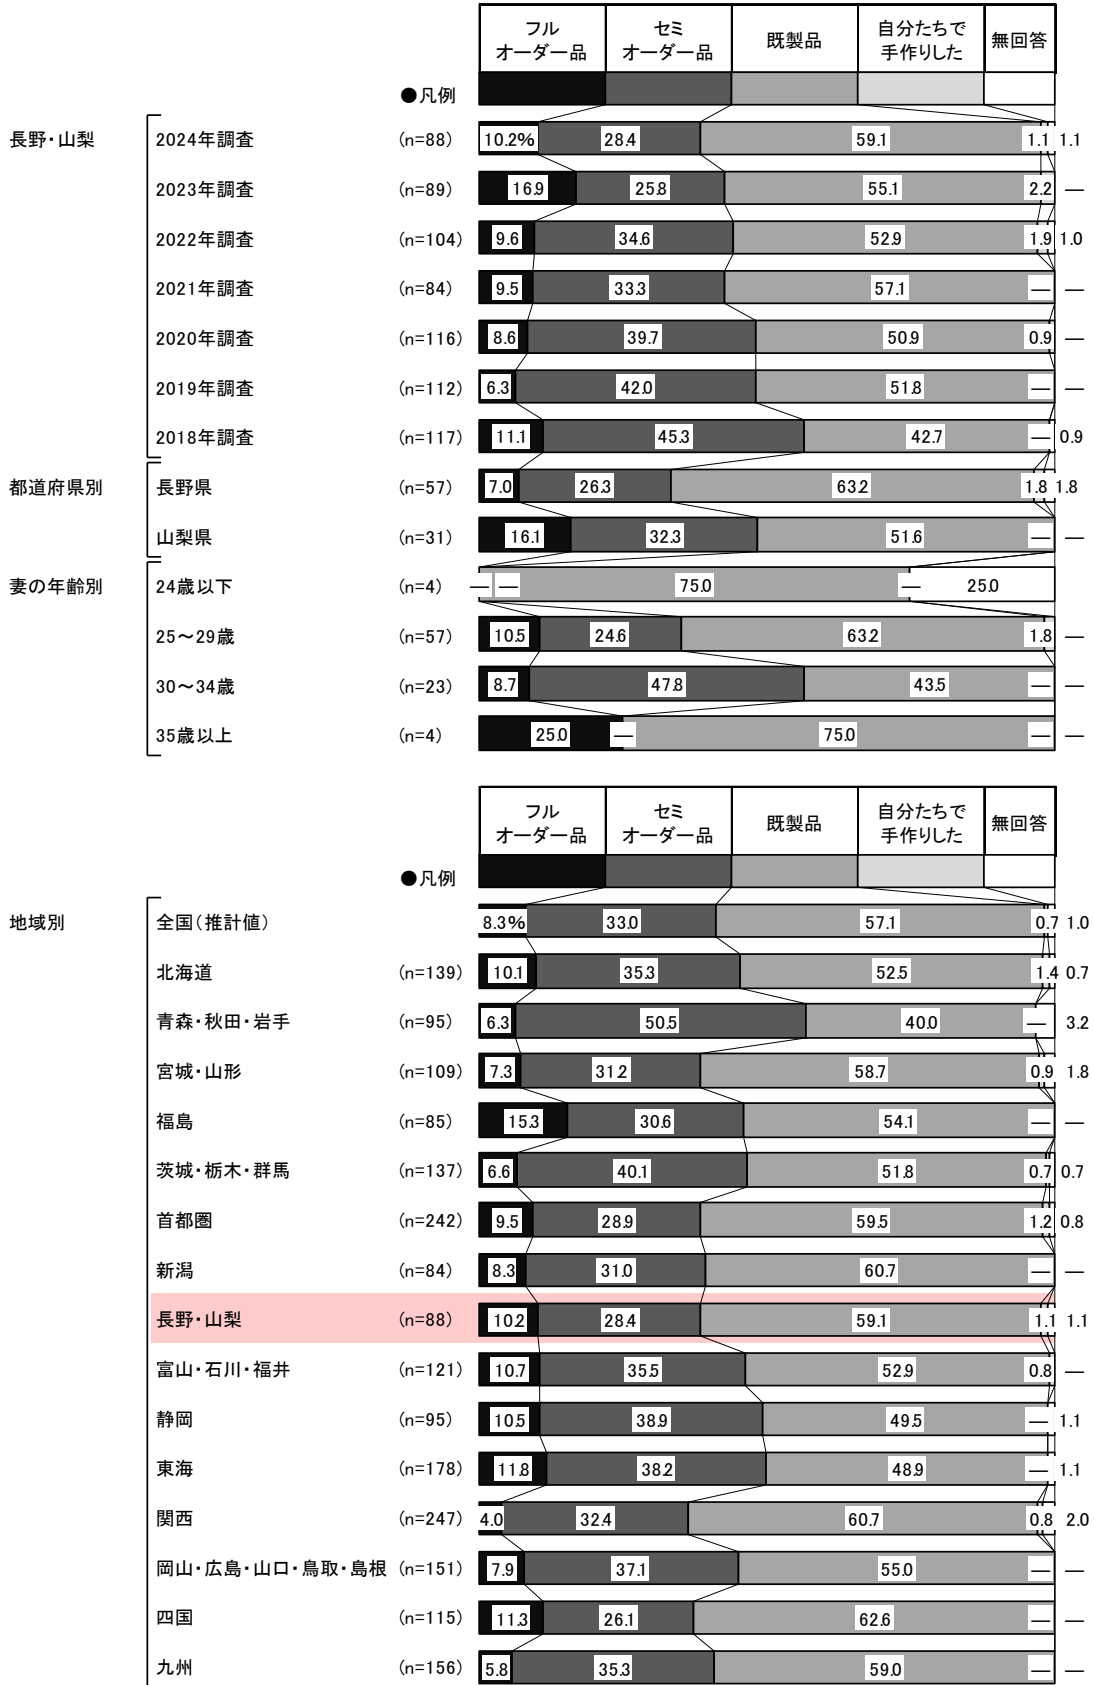 フル
オーダー品
セミ
オーダー品
既製品
自分たちで
手作りした
無回答
●凡例
長野・山梨
2024年調査 (n=88) 10.2% 28.4 59.1 1.1 1.1
2023年調査 (n=89) 16.9 25.8 55.1 2.2 —
2022年調査 (n=104) 9.6 34.6 52.9 1.9 1.0
2021年調査 (n=84) 9.5 33.3 57.1 — —
2020年調査 (n=116) 8.6 39.7 50.9 0.9 —
2019年調査 (n=112) 6.3 42.0 51.8 — —
2018年調査 (n=117) 11.1 45.3 42.7 — 0.9
都道府県別
長野県 (n=57) 7.0 26.3 63.2 1.8 1.8
山梨県 (n=31) 16.1 32.3 51.6 — —
妻の年齢別
24歳以下 (n=4) — — 75.0 — 25.0
25～29歳 (n=57) 10.5 24.6 63.2 1.8 —
30～34歳 (n=23) 8.7 47.8 43.5 — —
35歳以上 (n=4) 25.0 — 75.0 — —
フル
オーダー品
セミ
オーダー品
既製品
自分たちで
手作りした
無回答
●凡例
地域別
全国(推計値) 8.3% 33.0 57.1 0.7 1.0
北海道 (n=139) 10.1 35.3 52.5 1.4 0.7
青森・秋田・岩手 (n=95) 6.3 50.5 40.0 — 3.2
宮城・山形 (n=109) 7.3 31.2 58.7 0.9 1.8
福島 (n=85) 15.3 30.6 54.1 — —
茨城・栃木・群馬 (n=137) 6.6 40.1 51.8 0.7 0.7
首都圏 (n=242) 9.5 28.9 59.5 1.2 0.8
新潟 (n=84) 8.3 31.0 60.7 — —
長野・山梨 (n=88) 10.2 28.4 59.1 1.1 1.1
富山・石川・福井 (n=121) 10.7 35.5 52.9 0.8 —
静岡 (n=95) 10.5 38.9 49.5 — 1.1
東海 (n=178) 11.8 38.2 48.9 — 1.1
関西 (n=247) 4.0 32.4 60.7 0.8 2.0
岡山・広島・山口・鳥取・島根 (n=151) 7.9 37.1 55.0 — —
四国 (n=115) 11.3 26.1 62.6 — —
九州 (n=156) 5.8 35.3 59.0 — —